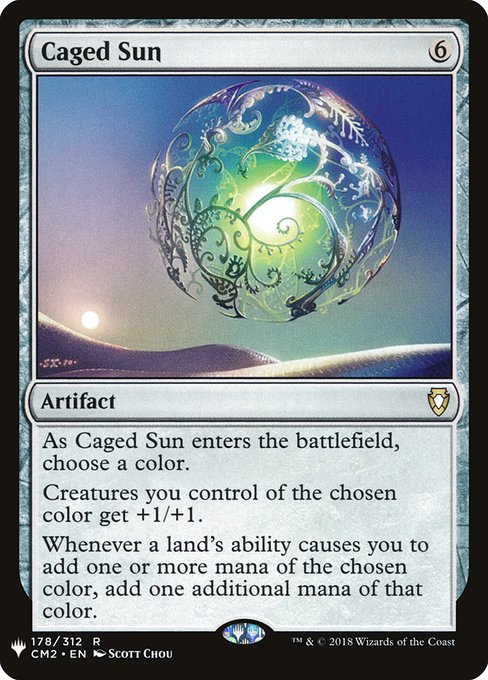 Caged Sun 6
Artifact
As Caged Sun enters the battlefield,
choose a color.
Creatures you control of the chosen
color get +1/+1.
Whenever a land's ability causes you to
add one or more mana of the chosen
color, add one additional mana of that
color.
178/312 R
™ & © 2018 Wizards of the Coast
CM2 • EN Scott Chou